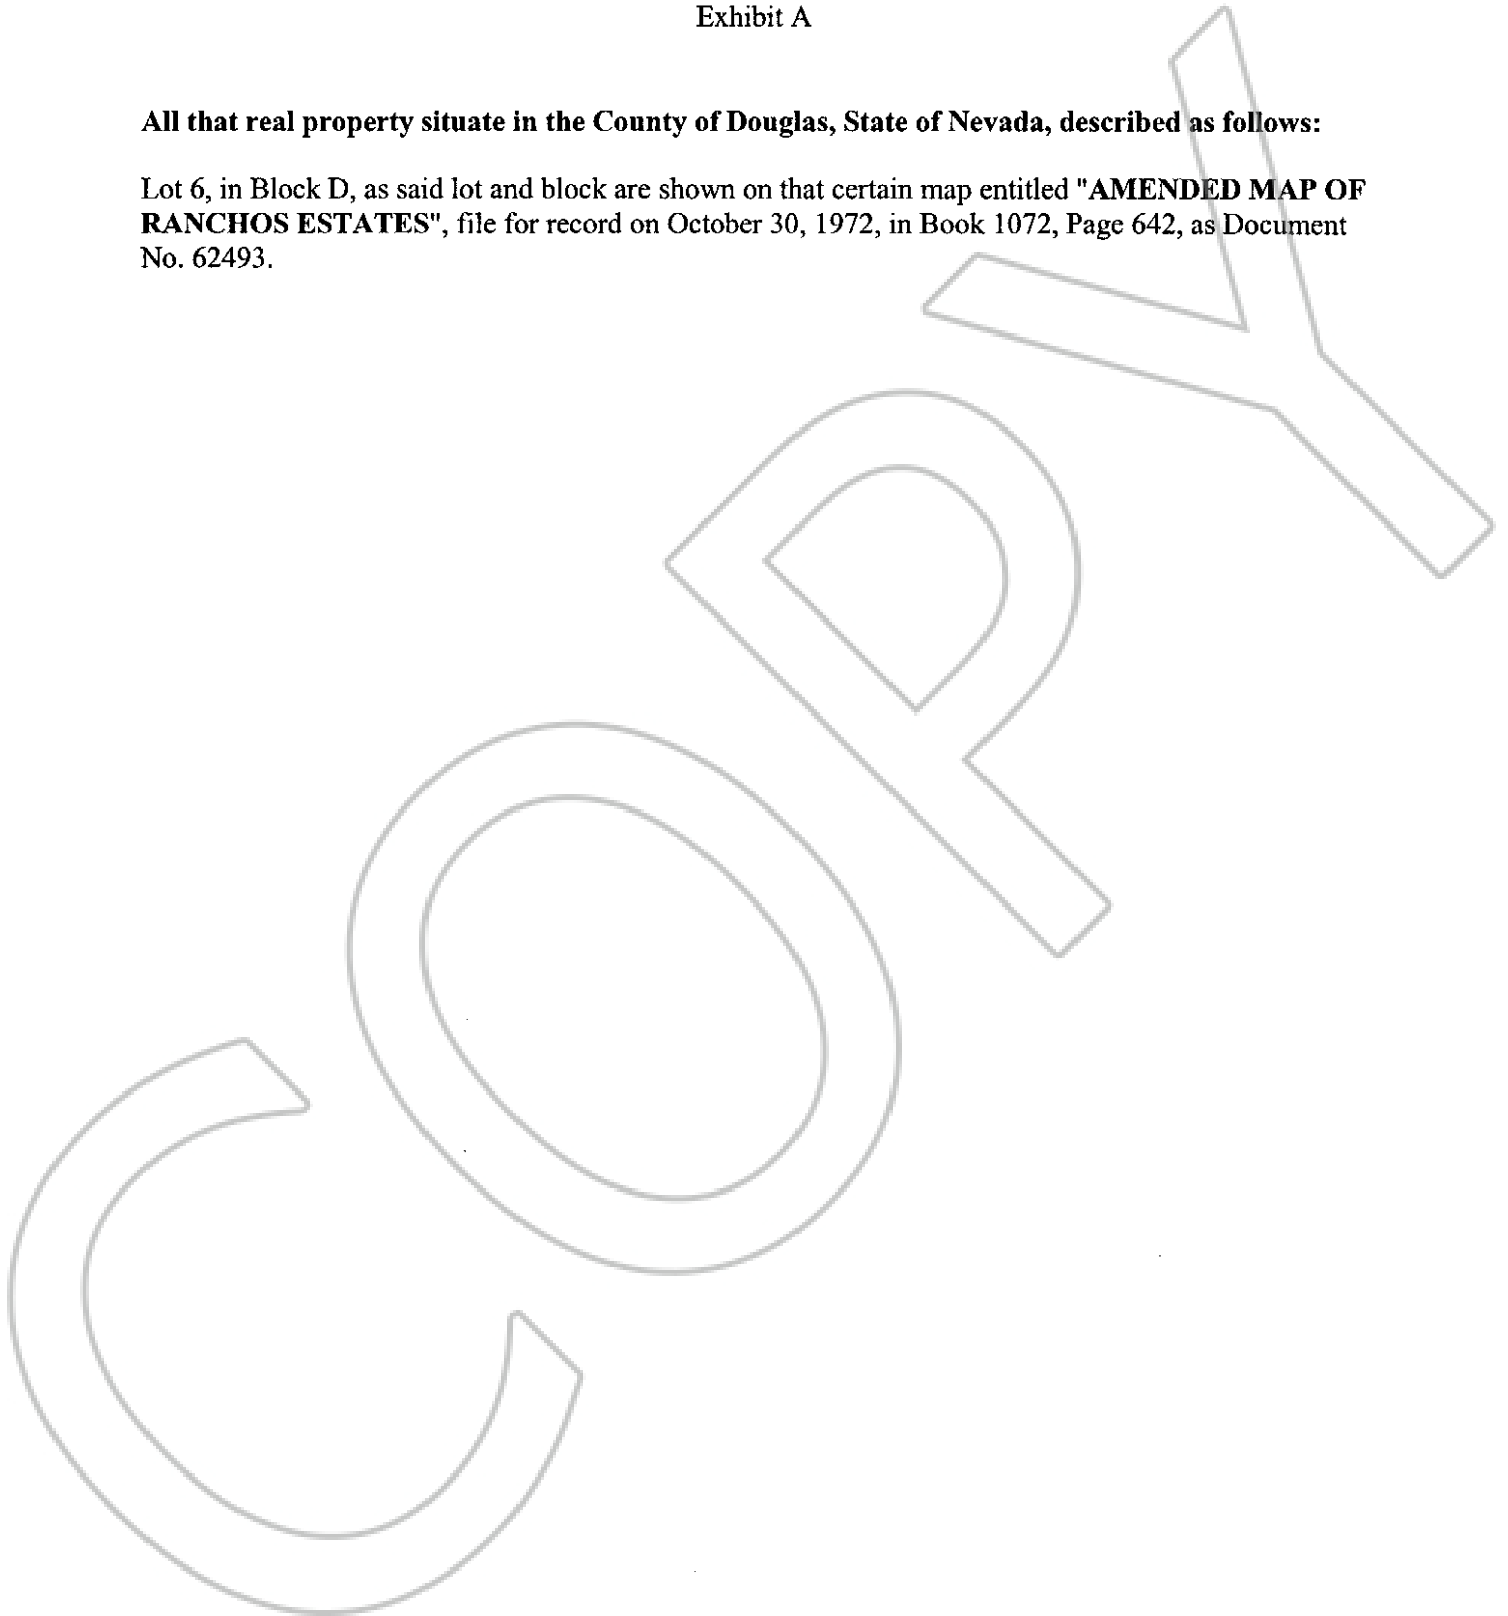 Exhibit A
All that real property situate in the County of Douglas, State of Nevada, described as follows:
Lot 6, in Block D, as said lot and block are shown on that certain map entitled "AMENDED MAP OF
RANCHOS ESTATES", file for record on October 30, 1972, in Book 1072, Page 642, as Document
No. 62493.
COPY